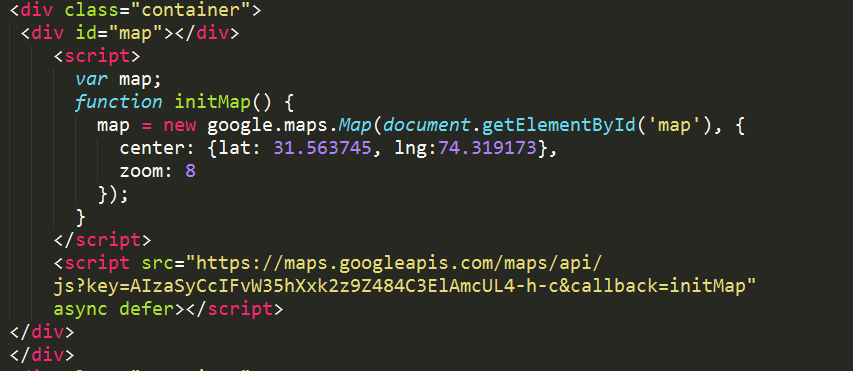 <div class="container">
<div id="map"></div>
<script>
var map;
function initMap() {
map = new google.maps.Map(document.getElementById('map'), {
center: {lat: 31.563745, lng:74.319173},
zoom: 8
});
}
</script>
<script src="https://maps.googleapis.com/maps/api/
js?key=AIzaSyCcIFvW35hXxk2z9Z484C3ElAmcUL4-h-c&callback=initMap"
async defer></script>
</div>
</div>